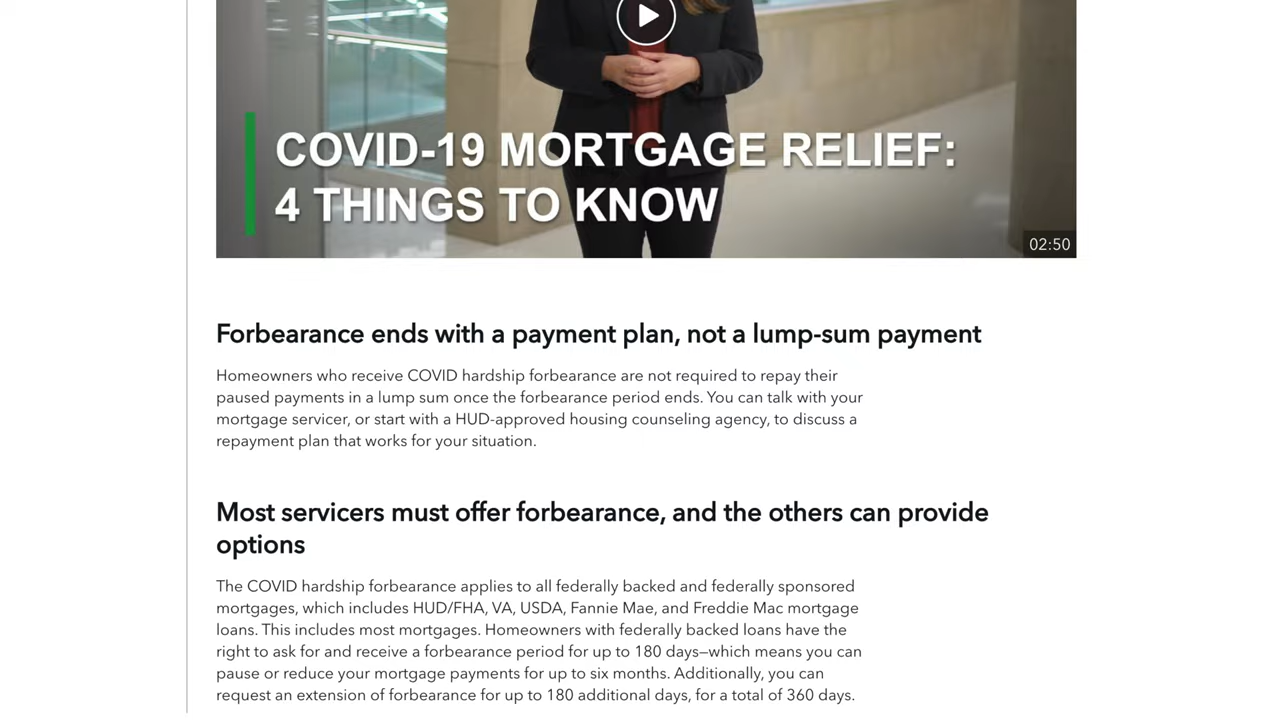 COVID-19 MORTGAGE RELIEF:
4 THINGS TO KNOW
02:50
Forbearance ends with a payment plan, not a lump-sum payment
Homeowners who receive COVID hardship forbearance are not required to repay their
paused payments in a lump sum once the forbearance period ends. You can talk with your
mortgage servicer, or start with a HUD-approved housing counseling agency, to discuss a
repayment plan that works for your situation.
Most servicers must offer forbearance, and the others can provide
options
The COVID hardship forbearance applies to all federally backed and federally sponsored
mortgages, which includes HUD/FHA, VA, USDA, Fannie Mae, and Freddie Mac mortgage
loans. This includes most mortgages. Homeowners with federally backed loans have the
right to ask for and receive a forbearance period for up to 180 days—which means you can
pause or reduce your mortgage payments for up to six months. Additionally, you can
request an extension of forbearance for up to 180 additional days, for a total of 360 days.